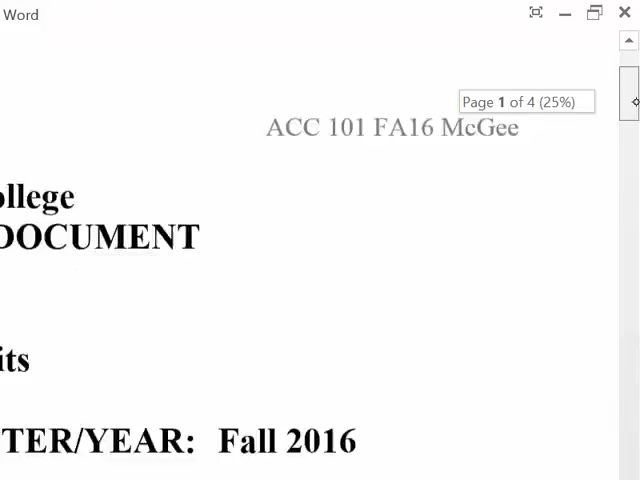 Word
Page 1 of 4 (25%)
ACC 101 FA16 McGee
ollege
DOCUMENT
its
TER/YEAR: Fall 2016